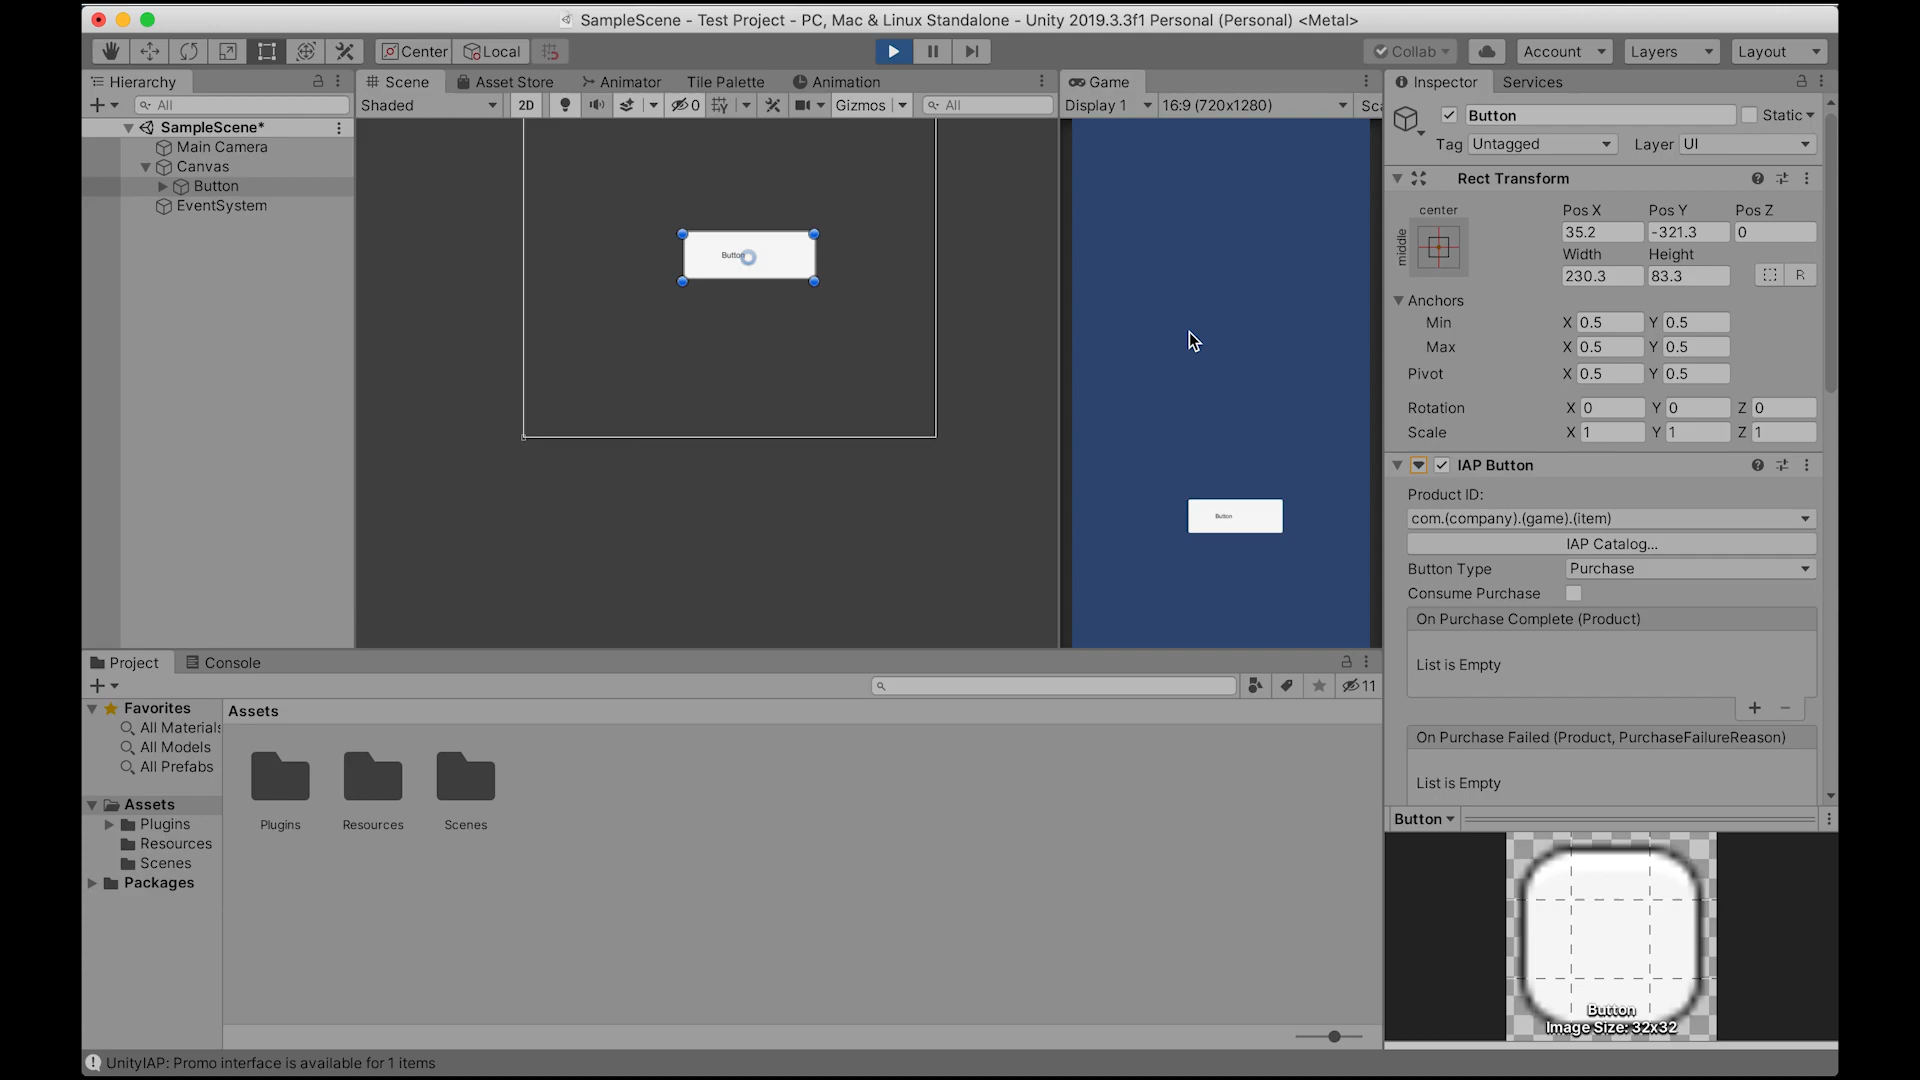 SampleScene - Test Project - PC, Mac & Linux Standalone - Unity 2019.3.3f1 Personal (Personal) <Metal>
Center Local Collab Account Layers Layout
Hierarchy Scene Asset Store Animator Tile Palette Animation Game Inspector Services
All Shaded 2D 0 Gizmos All Display 1 16:9 (720x1280) Sca
SampleScene*
Main Camera
Canvas
Button
EventSystem
Button
Button
Button Static
Tag Untagged Layer UI
Rect Transform
center
middle
Pos X Pos Y Pos Z
35.2 -321.3 0
Width Height
230.3 83.3 R
Anchors
Min X 0.5 Y 0.5
Max X 0.5 Y 0.5
Pivot X 0.5 Y 0.5
Rotation X 0 Y 0 Z 0
Scale X 1 Y 1 Z 1
IAP Button
Product ID:
com.(company).(game).(item)
IAP Catalog...
Button Type Purchase
Consume Purchase
On Purchase Complete (Product)
List is Empty
On Purchase Failed (Product, PurchaseFailureReason)
List is Empty
Button
Button
Image Size: 32x32
Project Console
11
Favorites
All Materials
All Models
All Prefabs
Assets
Plugins
Resources
Scenes
Packages
Assets
Plugins Resources Scenes
UnityIAP: Promo interface is available for 1 items